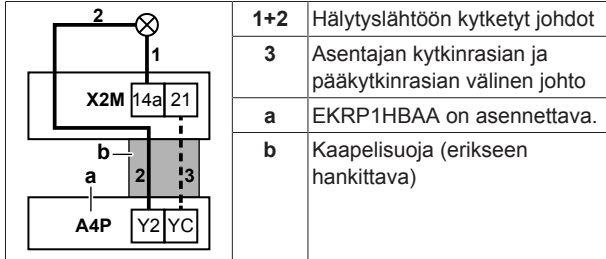 2
1
X2M 14a 21
b
a
2 3
A4P Y2 YC
1+2 Hälytyslähtöön kytketyt johdot
3 Asentajan kytkinrasian ja
pääkytkinrasian välinen johto
a EKRP1HBAA on asennettava.
b Kaapelisuoja (erikseen
hankittava)